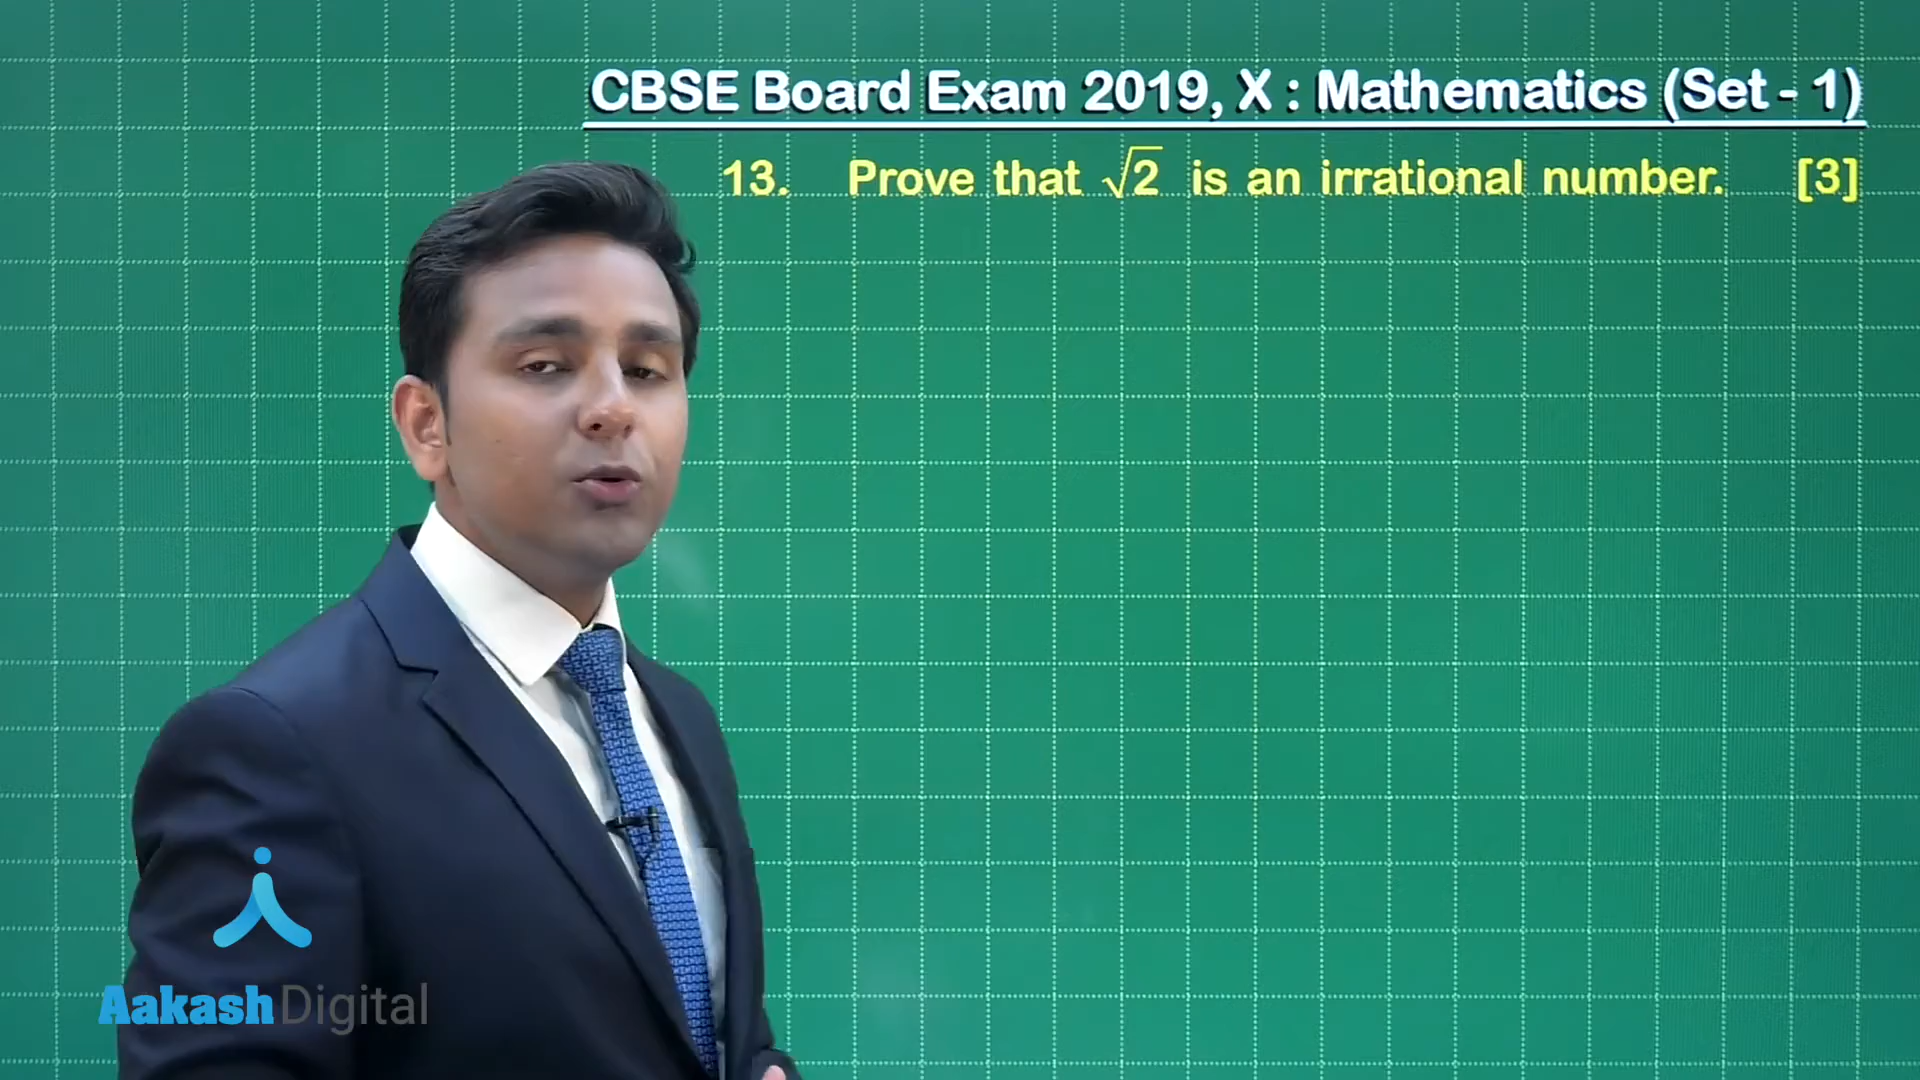 CBSE Board Exam 2019, X : Mathematics (Set - 1)
13. Prove that √2 is an irrational number. [3]
Aakash Digital